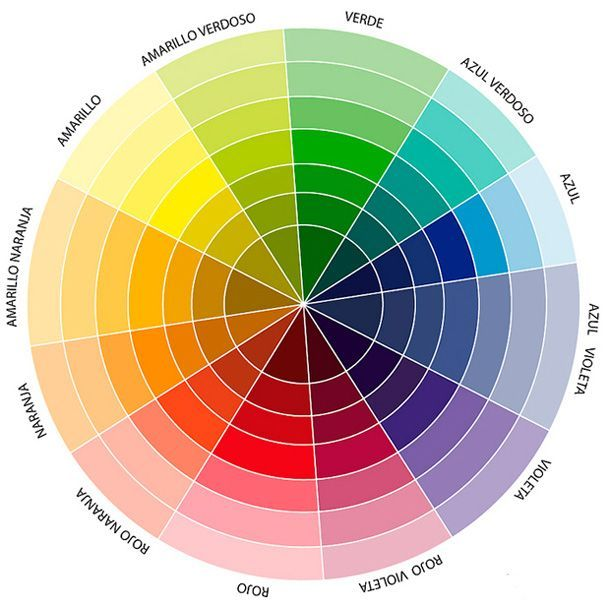 VERDE
AZUL VERDOSO
AZUL
AZUL VIOLETA
VIOLETA
ROJO VIOLETA
ROJO
ROJO NARANJA
NARANJA
AMARILLO NARANJA
AMARILLO
AMARILLO VERDOSO